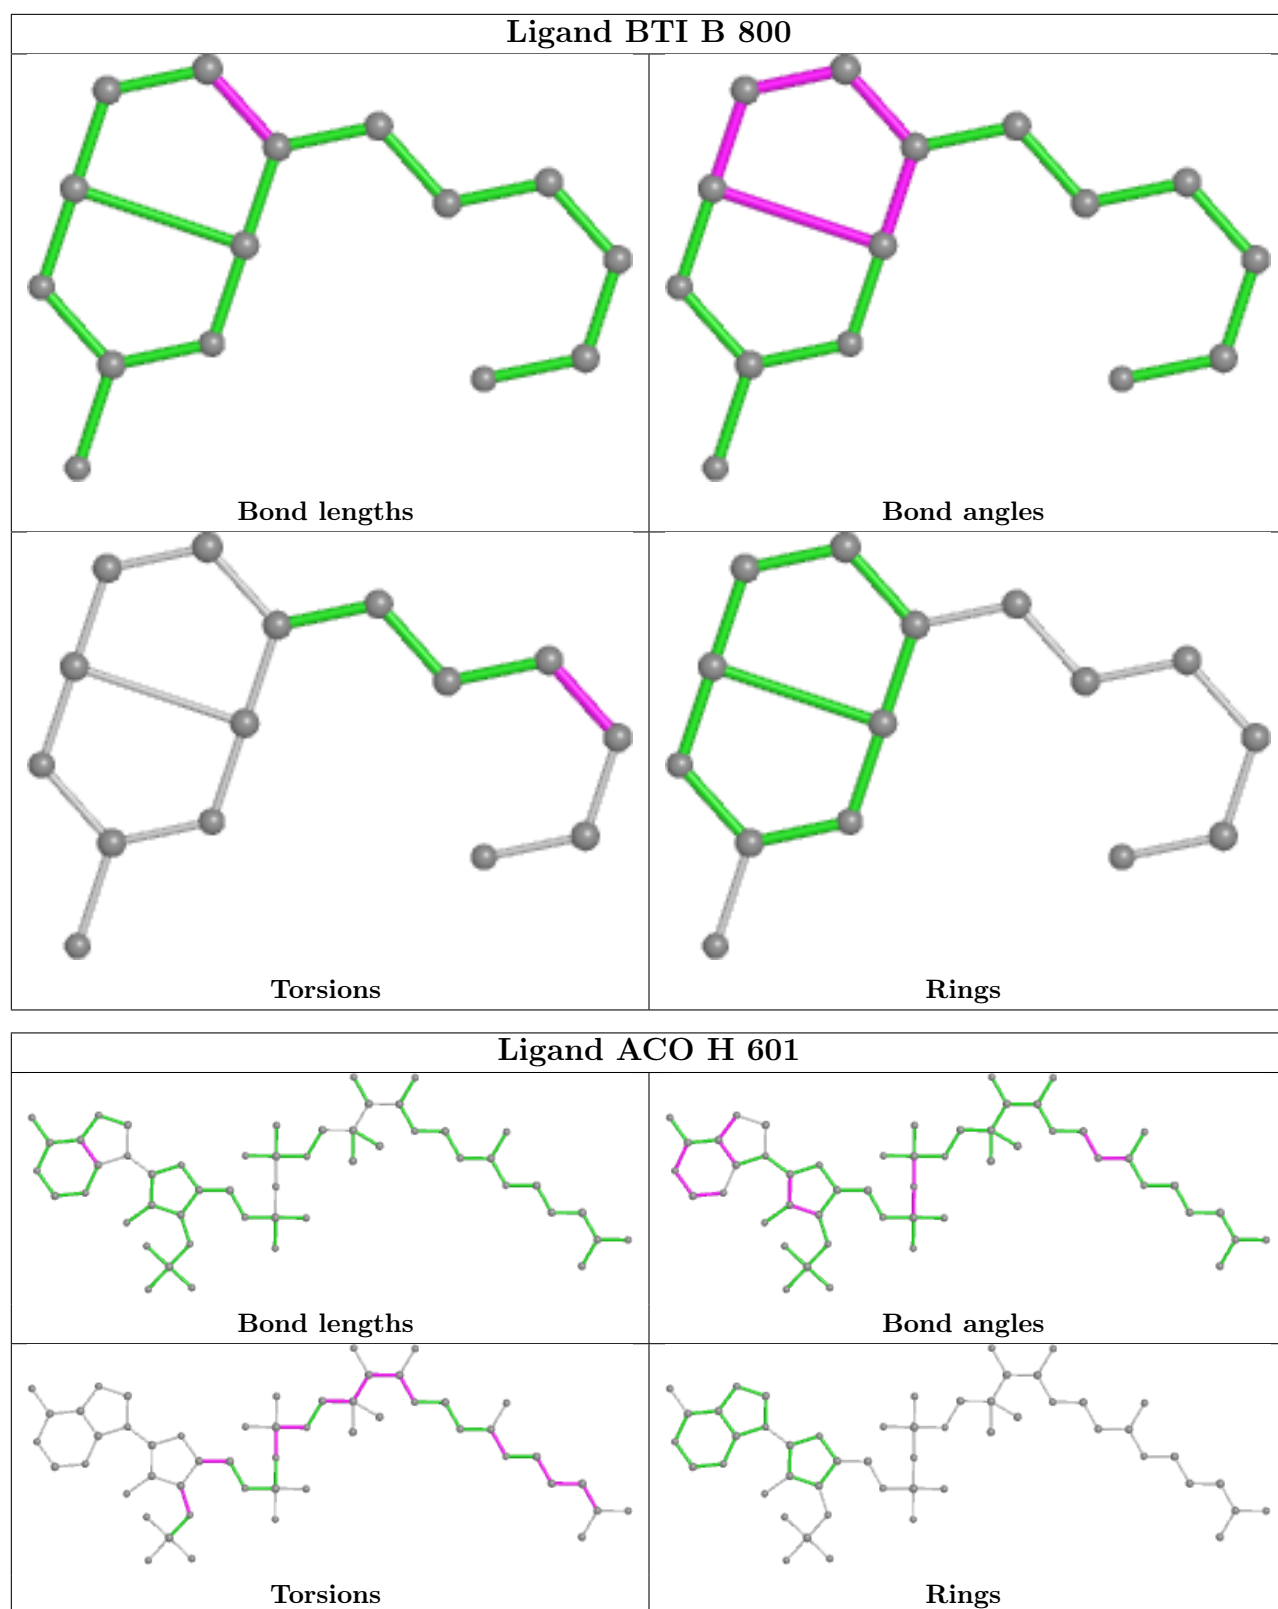 Ligand BTI B 800
Bond lengths
Bond angles
Torsions
Rings
Ligand ACO H 601
Bond lengths
Bond angles
Torsions
Rings